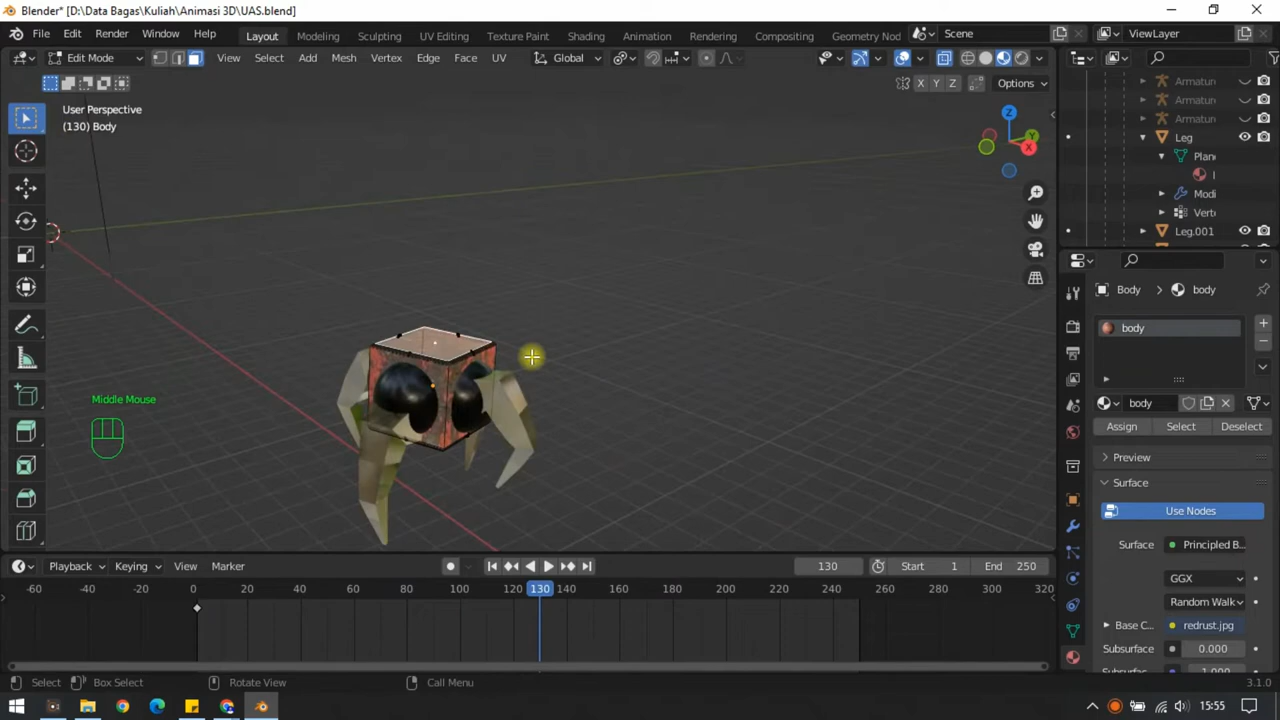 Blender* [D:\Data Bagas\Kuliah\Animasi 3D\UAS.blend]
File Edit Render Window Help Layout Modeling Sculpting UV Editing Texture Paint Shading Animation Rendering Compositing Geometry Nod Scene ViewLayer
Edit Mode View Select Add Mesh Vertex Edge Face UV Global
X Y Z Options
User Perspective
(130) Body
Z
Y
X
Armature
Armature
Armature
Leg
Plane
Modi
Verte
Leg.001
Body > body
body
body
Assign Select Deselect
Preview
Surface
Use Nodes
Surface Principled B...
GGX
Random Walk
Base C... redrust.jpg
Subsurface 0.000
Middle Mouse
Playback Keying View Marker 130 Start 1 End 250
-60 -40 -20 0 20 40 60 80 100 120 130 140 160 180 200 220 240 260 280 300 320
Select Box Select Rotate View Call Menu 3.1.0
15:55